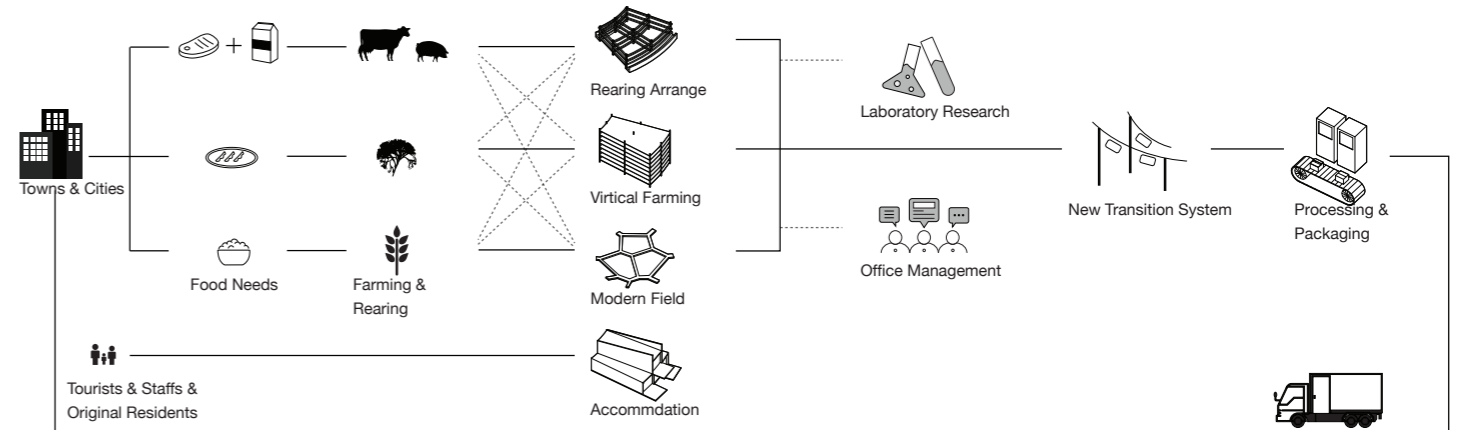 Rearing Arrange
Laboratory Research
Towns & Cities
Virtical Farming
New Transition System
Processing &
Packaging
Office Management
Food Needs
Farming &
Rearing
Modern Field
Tourists & Staffs &
Original Residents
Accommdation